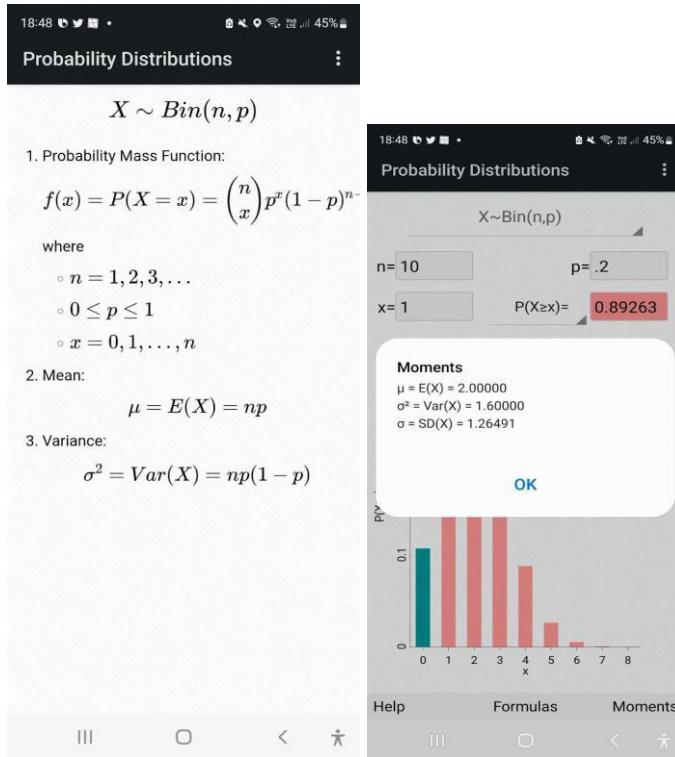 18:48 45%
Probability Distributions
X ∼ Bin(n, p)
1. Probability Mass Function:
f(x) = P(X = x) = (n x) p^x (1 − p)^n−
where
n = 1, 2, 3, . . .
0 ≤ p ≤ 1
x = 0, 1, . . . , n
2. Mean:
μ = E(X) = np
3. Variance:
σ² = Var(X) = np(1 − p)
18:48 45%
Probability Distributions
X~Bin(n,p)
n= 10 p= .2
x= 1 P(X≥x)= 0.89263
Moments
μ = E(X) = 2.00000
σ² = Var(X) = 1.60000
σ = SD(X) = 1.26491
OK
0.1
0
0 1 2 3 4 5 6 7 8
x
Help Formulas Moments